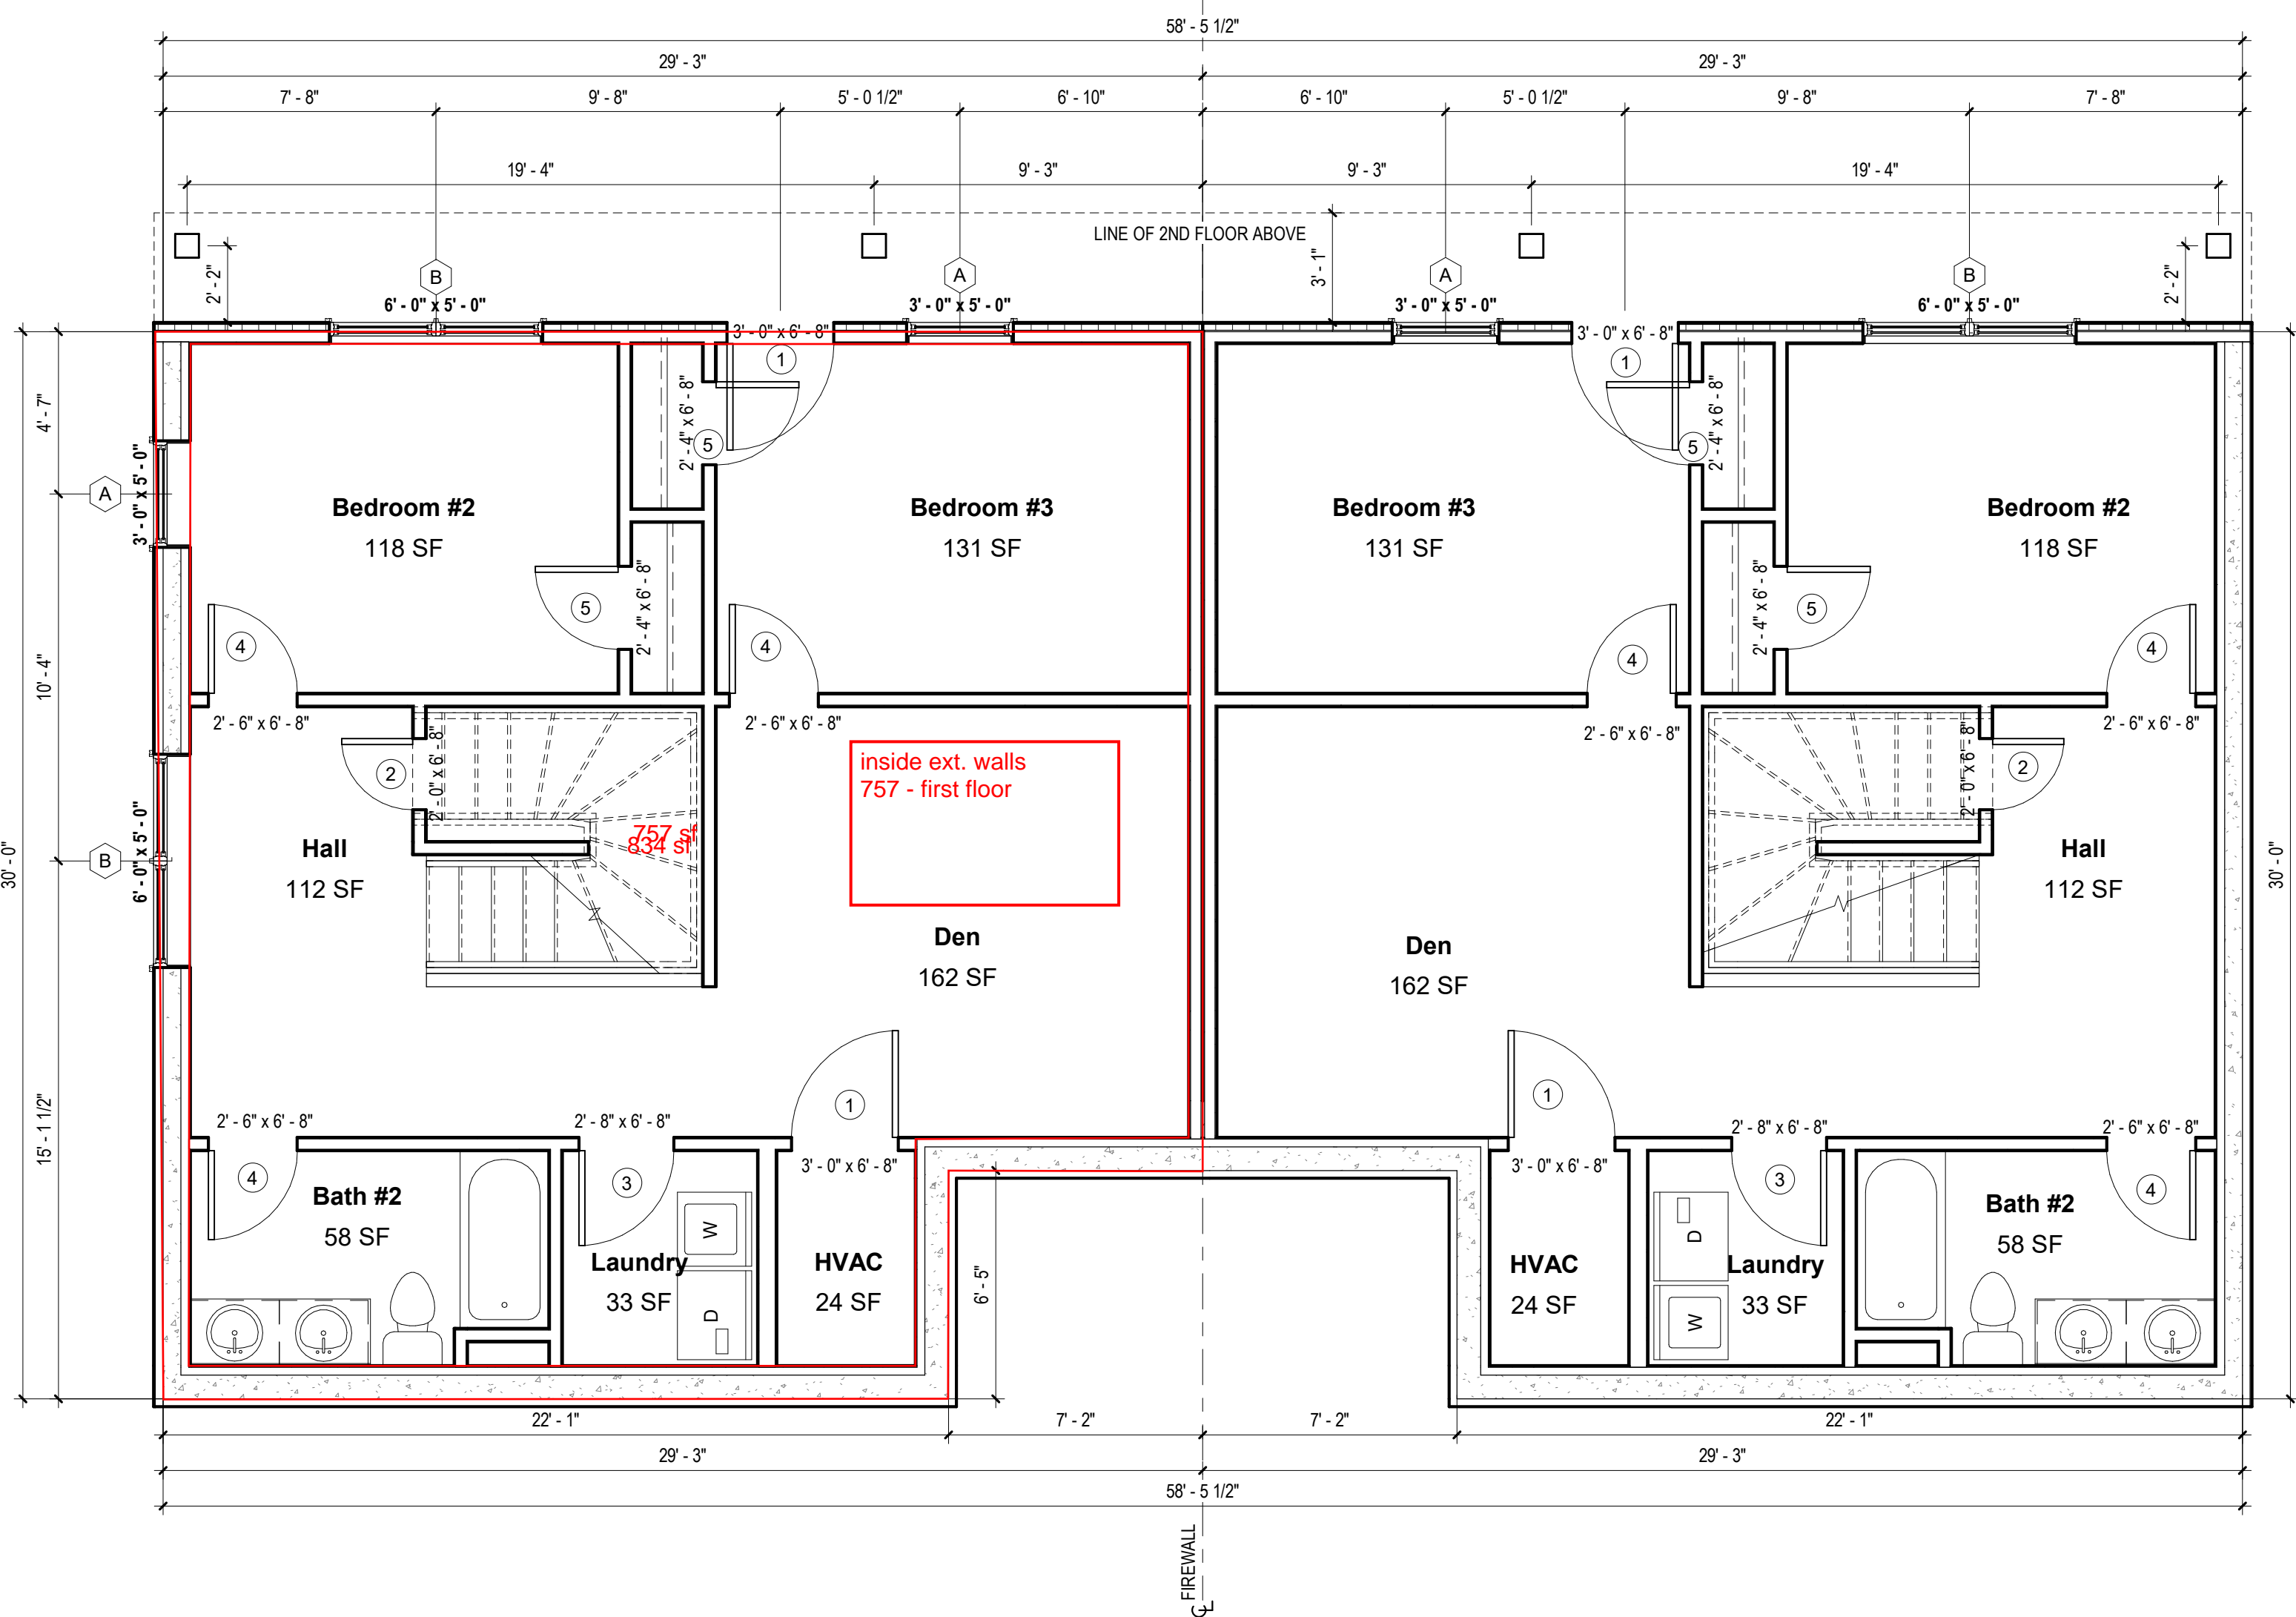 58' - 5 1/2"
29' - 3"
29' - 3"
7' - 8"
9' - 8"
5' - 0 1/2"
6' - 10"
6' - 10"
5' - 0 1/2"
9' - 8"
7' - 8"
19' - 4"
9' - 3"
9' - 3"
19' - 4"
LINE OF 2ND FLOOR ABOVE
2' - 2"
3' - 1"
2' - 2"
B
A
A
B
6' - 0" x 5' - 0"
3' - 0" x 5' - 0"
3' - 0" x 5' - 0"
6' - 0" x 5' - 0"
3' - 0" x 6' - 8"
3' - 0" x 6' - 8"
1
1
4' - 7"
2' - 4" x 6' - 8"
2' - 4" x 6' - 8"
5
5
A
3' - 0" x 5' - 0"
Bedroom #2
118 SF
Bedroom #3
131 SF
Bedroom #3
131 SF
Bedroom #2
118 SF
5
2' - 4" x 6' - 8"
2' - 4" x 6' - 8"
5
4
4
4
4
10' - 4"
2' - 6" x 6' - 8"
2' - 6" x 6' - 8"
2' - 6" x 6' - 8"
2' - 6" x 6' - 8"
2
2' - 0" x 6' - 8"
2' - 0" x 6' - 8"
2
inside ext. walls
757 - first floor
757 sf
834 sf
30' - 0"
B
6' - 0" x 5' - 0"
Hall
112 SF
Den
162 SF
Den
162 SF
Hall
112 SF
30' - 0"
15' - 1 1/2"
1
1
2' - 6" x 6' - 8"
2' - 8" x 6' - 8"
2' - 8" x 6' - 8"
2' - 6" x 6' - 8"
3' - 0" x 6' - 8"
3' - 0" x 6' - 8"
4
3
3
4
Bath #2
58 SF
W
D
Laundry
33 SF
HVAC
24 SF
6' - 5"
HVAC
24 SF
D
W
Laundry
33 SF
Bath #2
58 SF
22' - 1"
7' - 2"
7' - 2"
22' - 1"
29' - 3"
29' - 3"
58' - 5 1/2"
FIREWALL
CL